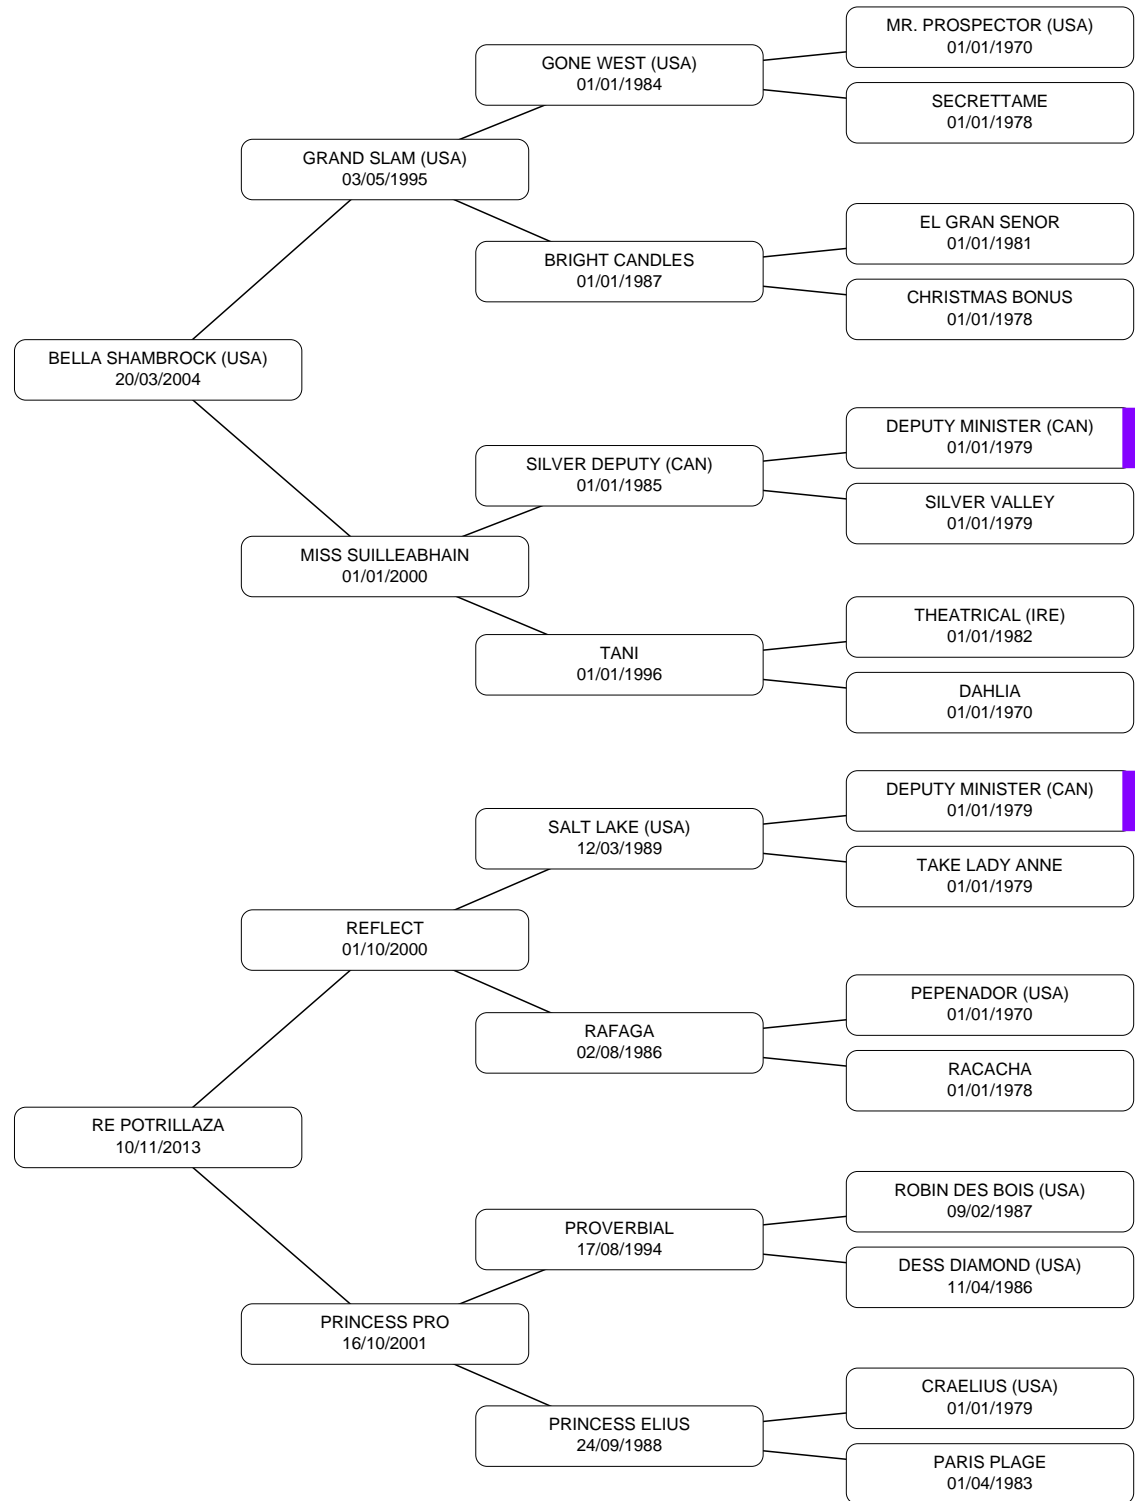 MR. PROSPECTOR (USA)
01/01/1970
GONE WEST (USA)
01/01/1984
SECRETTAME
01/01/1978
GRAND SLAM (USA)
03/05/1995
EL GRAN SENOR
01/01/1981
BRIGHT CANDLES
01/01/1987
CHRISTMAS BONUS
01/01/1978
BELLA SHAMBROCK (USA)
20/03/2004
DEPUTY MINISTER (CAN)
01/01/1979
SILVER DEPUTY (CAN)
01/01/1985
SILVER VALLEY
01/01/1979
MISS SUILLEABHAIN
01/01/2000
THEATRICAL (IRE)
01/01/1982
TANI
01/01/1996
DAHLIA
01/01/1970
DEPUTY MINISTER (CAN)
01/01/1979
SALT LAKE (USA)
12/03/1989
TAKE LADY ANNE
01/01/1979
REFLECT
01/10/2000
PEPENADOR (USA)
01/01/1970
RAFAGA
02/08/1986
RACACHA
01/01/1978
RE POTRILLAZA
10/11/2013
ROBIN DES BOIS (USA)
09/02/1987
PROVERBIAL
17/08/1994
DESS DIAMOND (USA)
11/04/1986
PRINCESS PRO
16/10/2001
CRAELIUS (USA)
01/01/1979
PRINCESS ELIUS
24/09/1988
PARIS PLAGE
01/04/1983